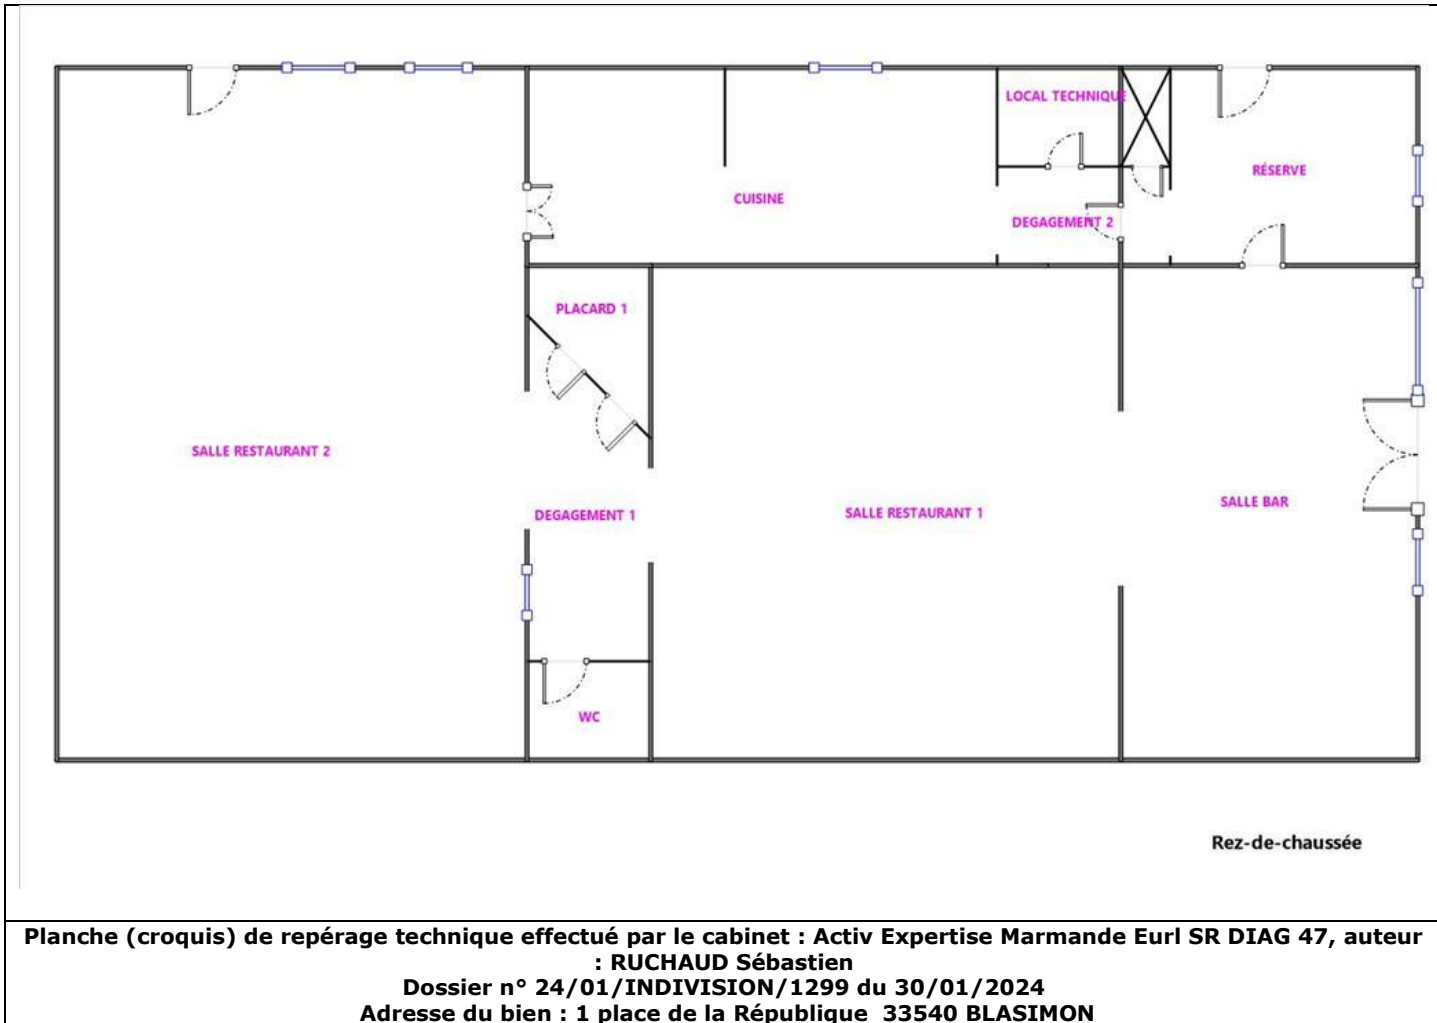 LOCAL TECHNIQUE
RÉSERVE
CUISINE
DEGAGEMENT 2
PLACARD 1
SALLE RESTAURANT 2
DEGAGEMENT 1
SALLE RESTAURANT 1
SALLE BAR
WC
Rez-de-chaussée
Planche (croquis) de repérage technique effectué par le cabinet : Activ Expertise Marmande Eurl SR DIAG 47, auteur
: RUCHAUD Sébastien
Dossier n° 24/01/INDIVISION/1299 du 30/01/2024
Adresse du bien : 1 place de la République 33540 BLASIMON